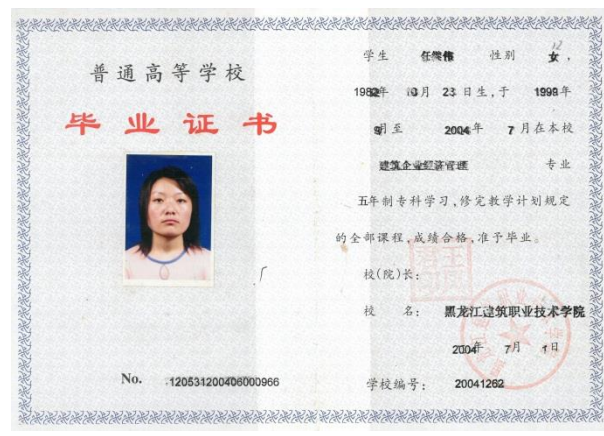 普通高等学校
毕业证书
No. 120531200406000966
学生 任 伟 性别 女,
1982年 10月 23 日生,于 1999年
9月至 2004年 7月在本校
建筑企业经济管理 专业
五年制专科学习,修完教学计划规定
的全部课程,成绩合格,准予毕业。
校(院)长:
校 名: 黑龙江建筑职业技术学院
2004年 7月 1日
学校编号: 20041262